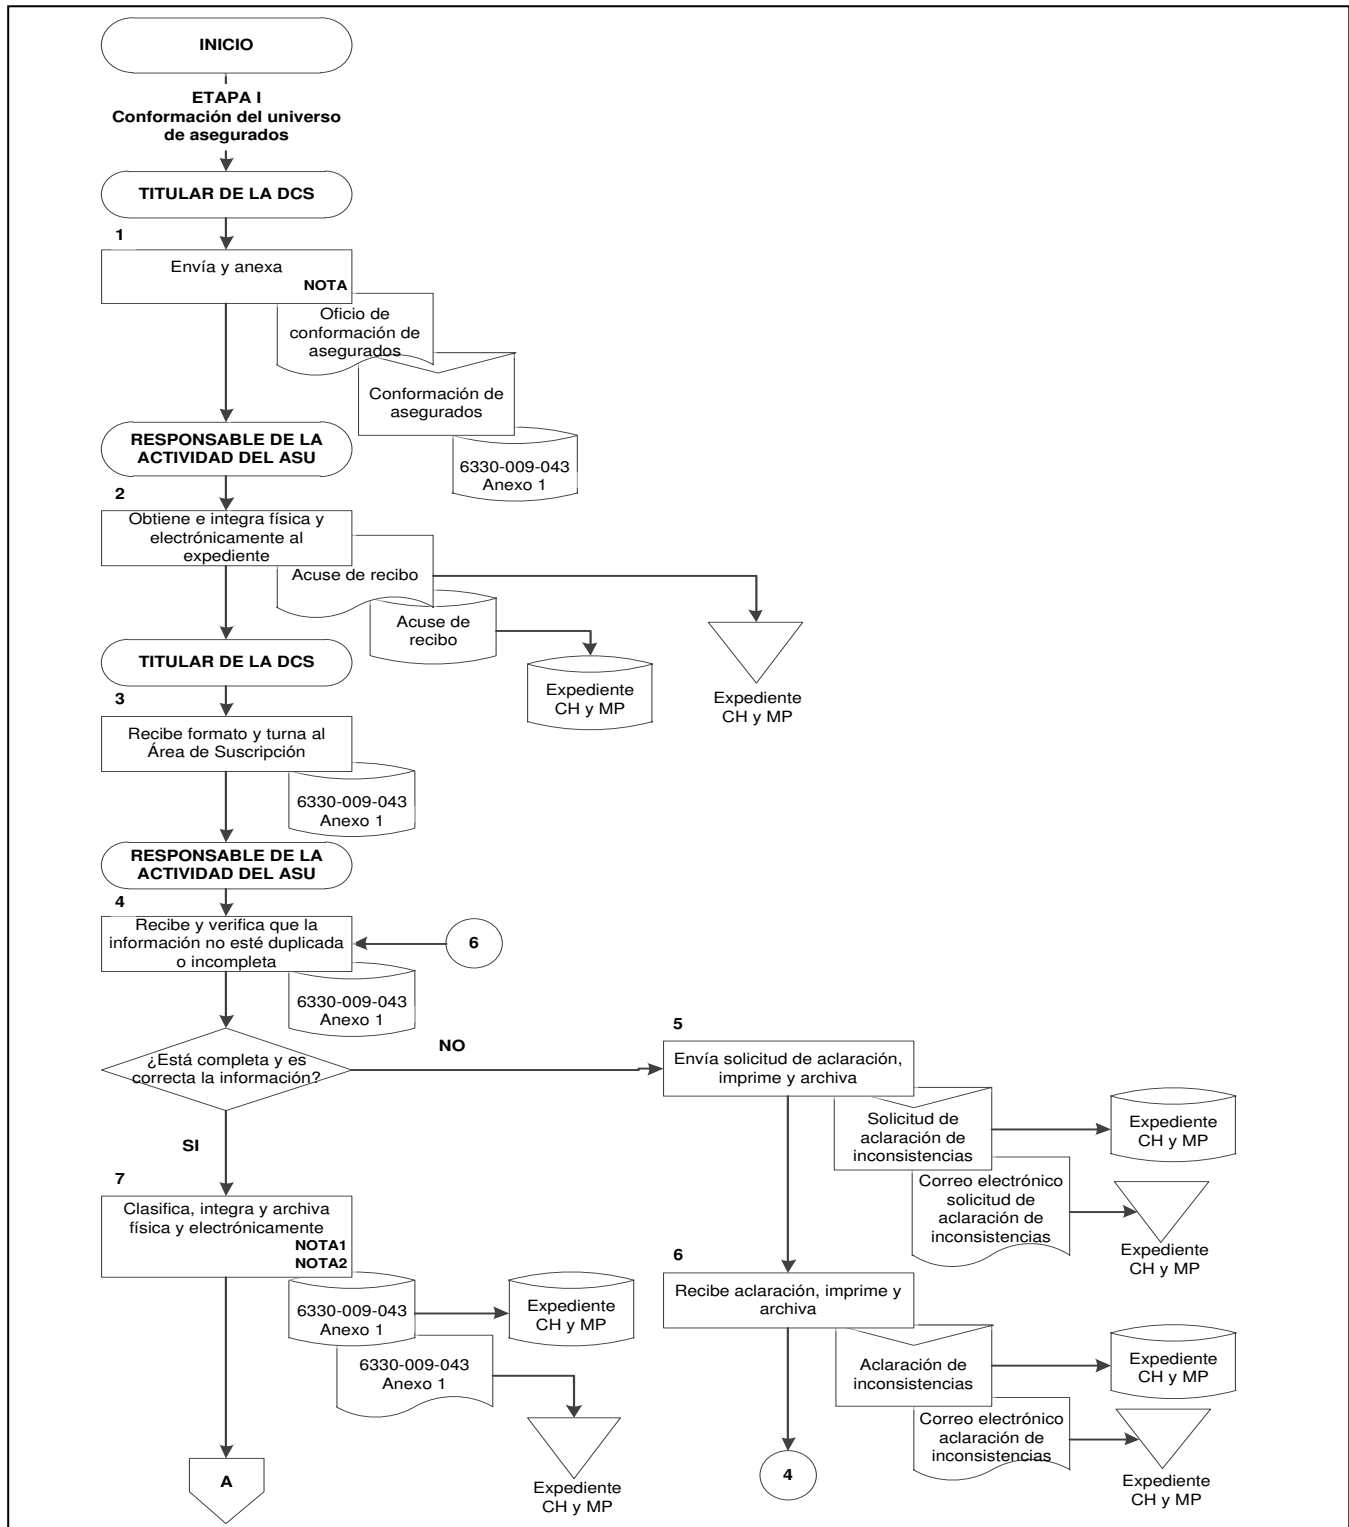 INICIO
ETAPA I
Conformación del universo
de asegurados
TITULAR DE LA DCS
1
Envía y anexa
NOTA
Oficio de
conformación de
asegurados
Conformación de
asegurados
6330-009-043
Anexo 1
RESPONSABLE DE LA
ACTIVIDAD DEL ASU
2
Obtiene e integra física y
electrónicamente al
expediente
Acuse de recibo
Acuse de
recibo
Expediente
CH y MP
Expediente
CH y MP
TITULAR DE LA DCS
3
Recibe formato y turna al
Área de Suscripción
6330-009-043
Anexo 1
RESPONSABLE DE LA
ACTIVIDAD DEL ASU
4
Recibe y verifica que la
información no esté duplicada
o incompleta
6
6330-009-043
Anexo 1
¿Está completa y es
correcta la información?
NO
5
Envía solicitud de aclaración,
imprime y archiva
Solicitud de
aclaración de
inconsistencias
Expediente
CH y MP
Correo electrónico
solicitud de
aclaración de
inconsistencias
Expediente
CH y MP
SI
7
Clasifica, integra y archiva
física y electrónicamente
NOTA1
NOTA2
6330-009-043
Anexo 1
Expediente
CH y MP
6330-009-043
Anexo 1
Expediente
CH y MP
A
6
Recibe aclaración, imprime y
archiva
Aclaración de
inconsistencias
Expediente
CH y MP
Correo electrónico
aclaración de
inconsistencias
Expediente
CH y MP
4